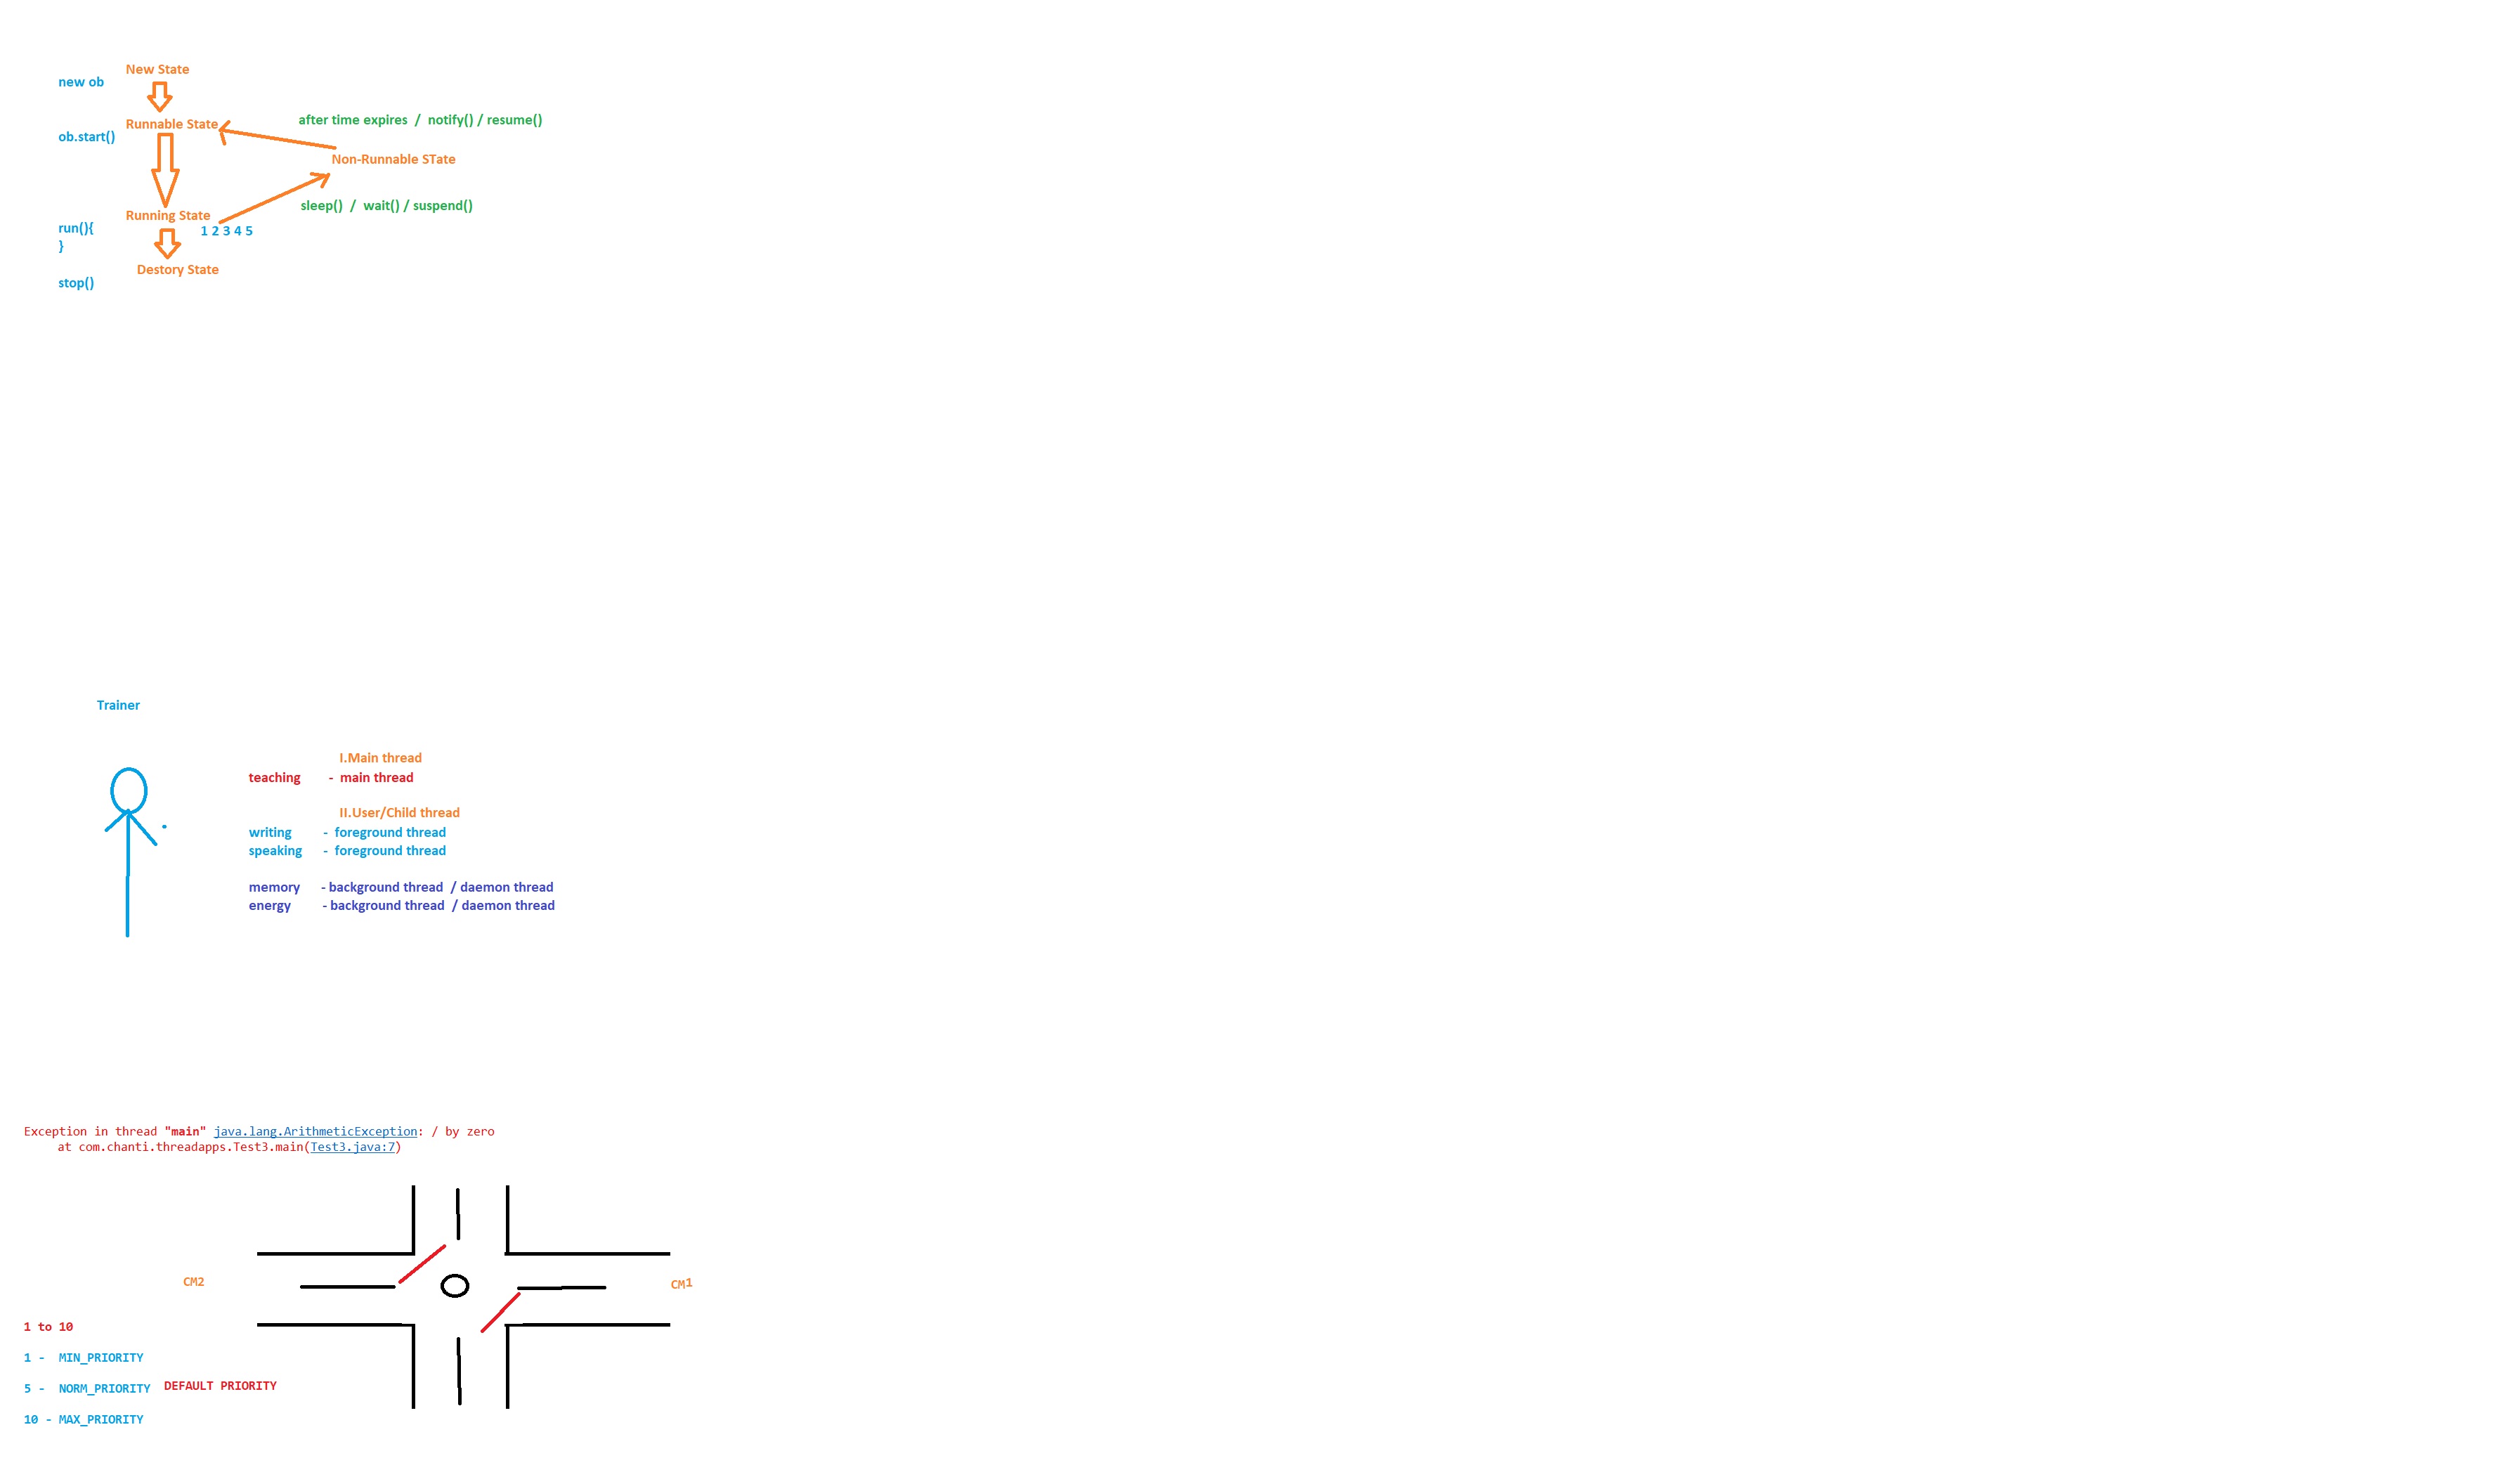 New State
new ob
Runnable State
after time expires / notify() / resume()
ob.start()
Non-Runnable STate
sleep() / wait() / suspend()
Running State
run(){
1 2 3 4 5
}
Destory State
stop()
Trainer
I.Main thread
teaching - main thread
II.User/Child thread
writing - foreground thread
speaking - foreground thread
memory - background thread / daemon thread
energy - background thread / daemon thread
Exception in thread "main" java.lang.ArithmeticException: / by zero
at com.chanti.threadapps.Test3.main(Test3.java:7)
CM2
CM1
1 to 10
1 - MIN_PRIORITY
5 - NORM_PRIORITY DEFAULT PRIORITY
10 - MAX_PRIORITY